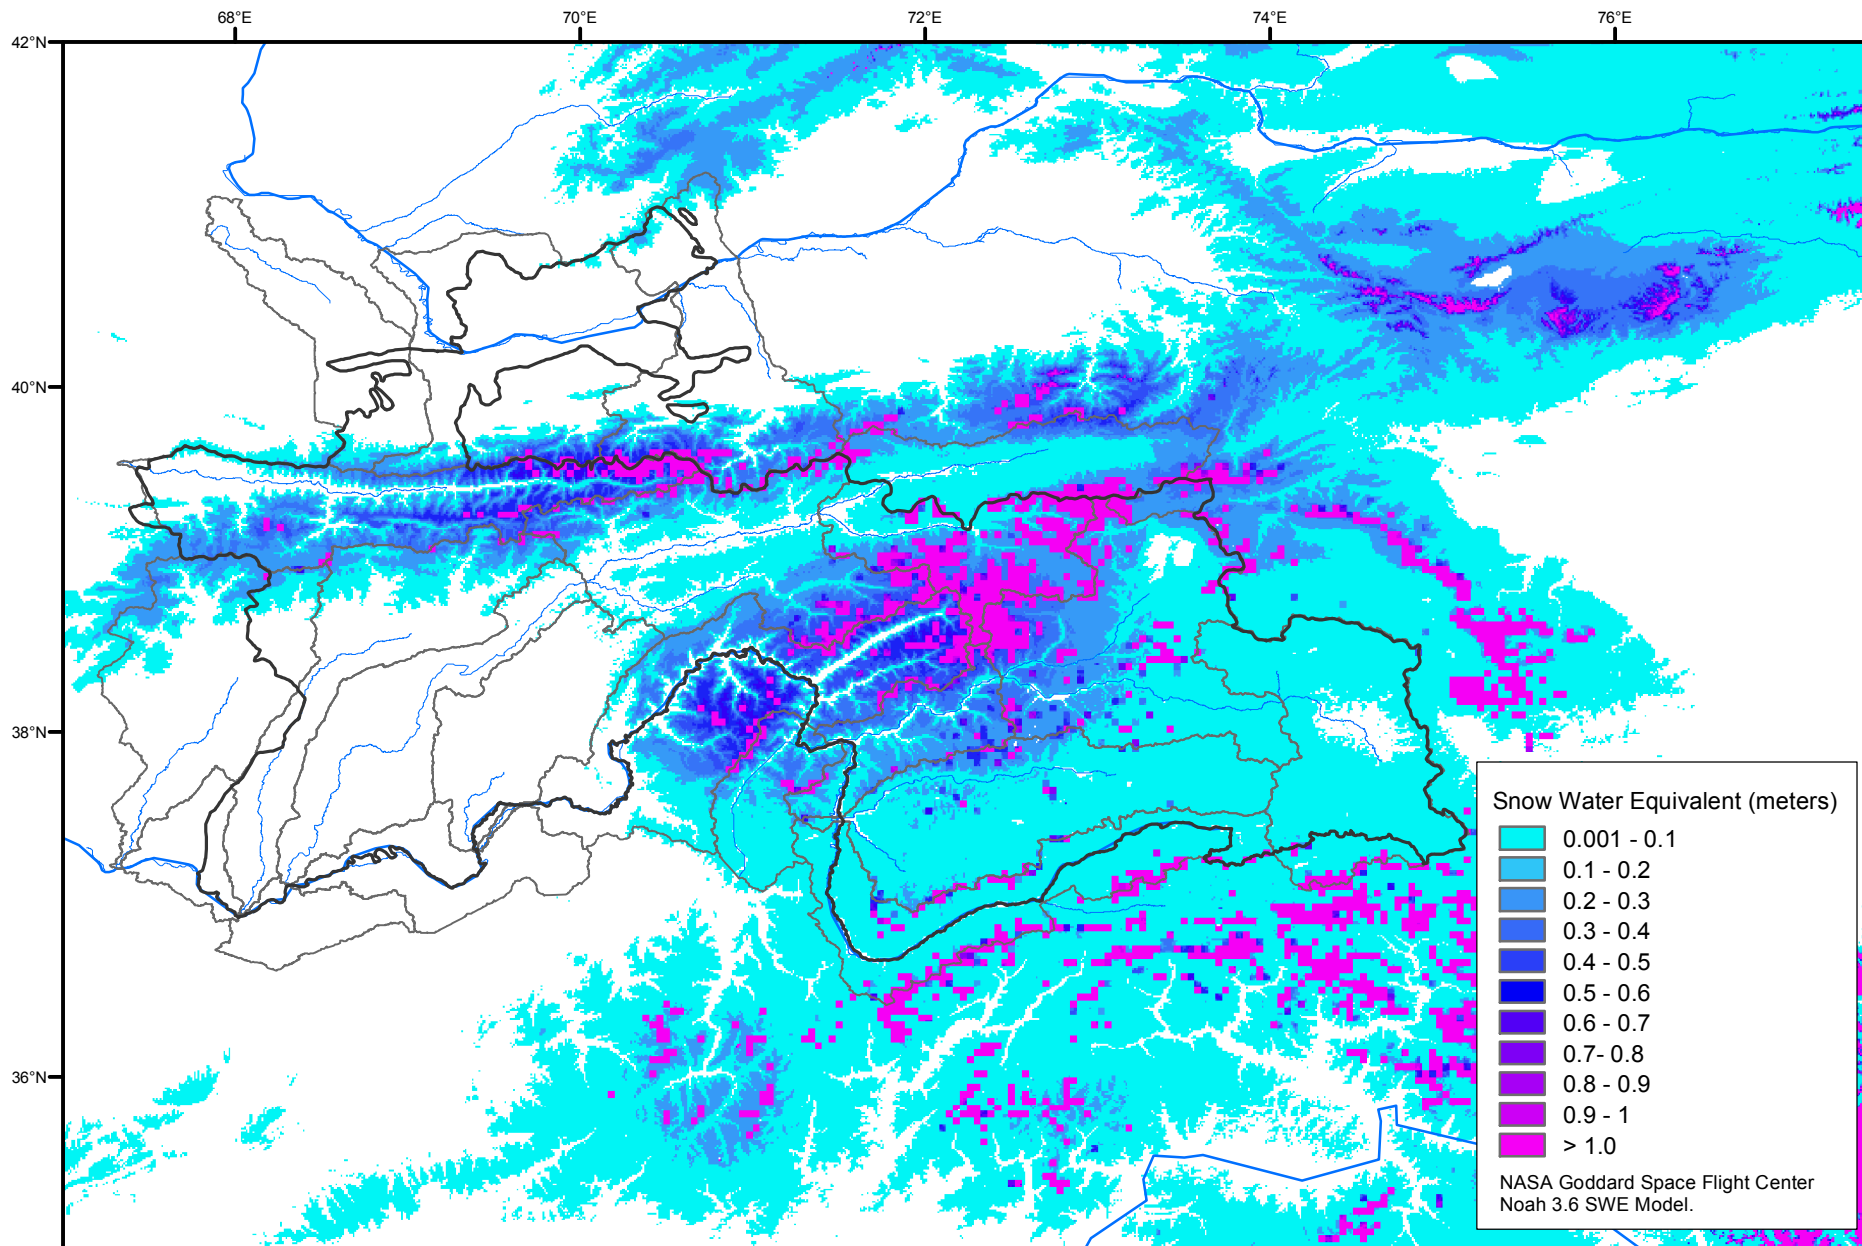 68°E 70°E 72°E 74°E 76°E
42°N
40°N
38°N
36°N
Snow Water Equivalent (meters)
0.001 - 0.1
0.1 - 0.2
0.2 - 0.3
0.3 - 0.4
0.4 - 0.5
0.5 - 0.6
0.6 - 0.7
0.7- 0.8
0.8 - 0.9
0.9 - 1
> 1.0
NASA Goddard Space Flight Center
Noah 3.6 SWE Model.